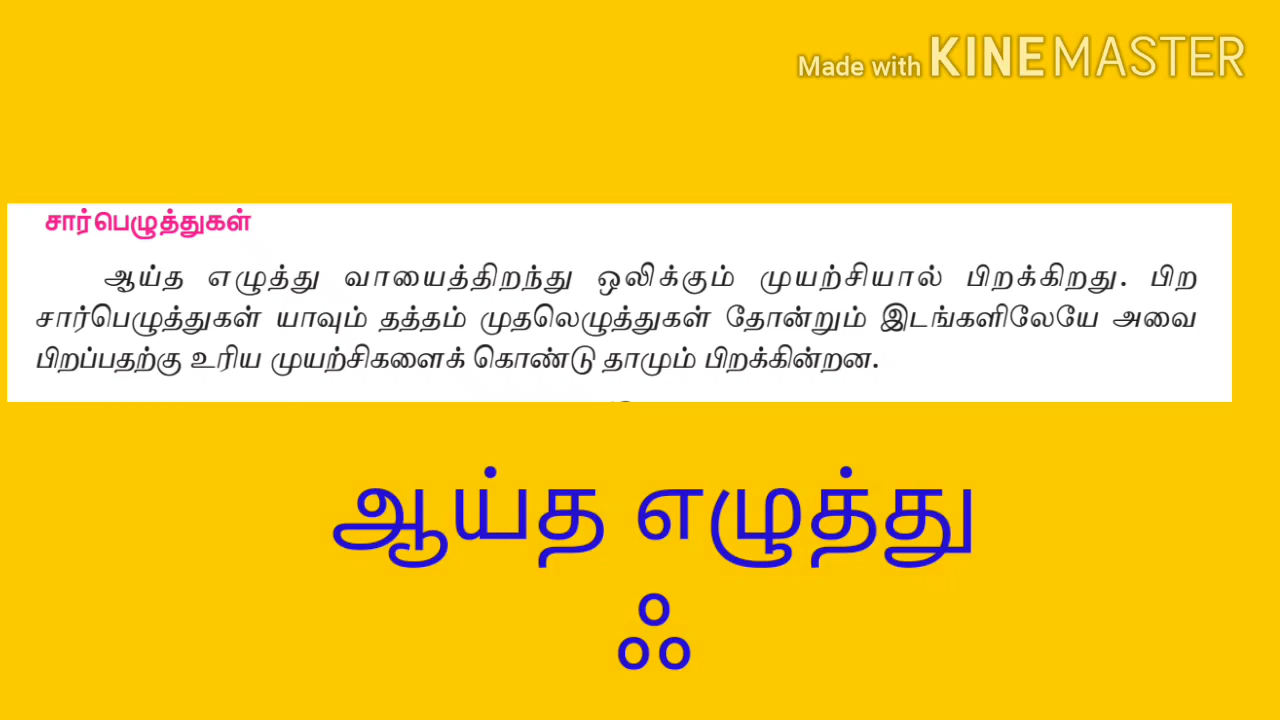 Made with KINEMASTER
சார்பெழுத்துகள்
ஆய்த எழுத்து வாயைத்திறந்து ஒலிக்கும் முயற்சியால் பிறக்கிறது. பிற
சார்பெழுத்துகள் யாவும் தத்தம் முதலெழுத்துகள் தோன்றும் இடங்களிலேயே அவை
பிறப்பதற்கு உரிய முயற்சிகளைக் கொண்டு தாமும் பிறக்கின்றன.
ஆய்த எழுத்து
ஃ